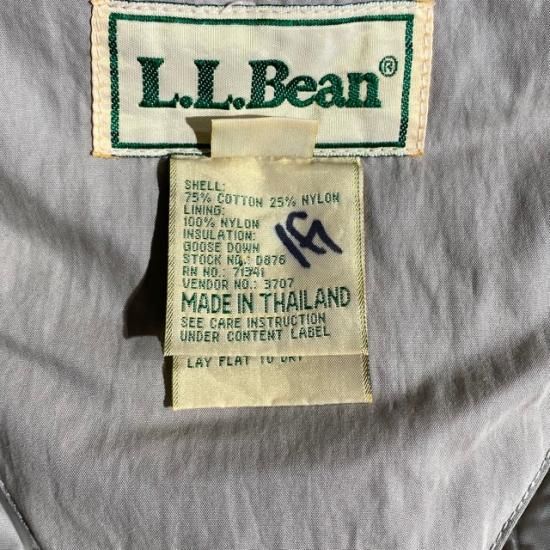 L.L.Bean®
SHELL:
75% COTTON 25% NYLON
LINING:
100% NYLON
INSULATION:
GOOSE DOWN
STOCK NO.: D876
RN NO.: 71341
VENDOR NO.: 3707
MADE IN THAILAND
SEE CARE INSTRUCTION
UNDER CONTENT LABEL
LAY FLAT TO DRY